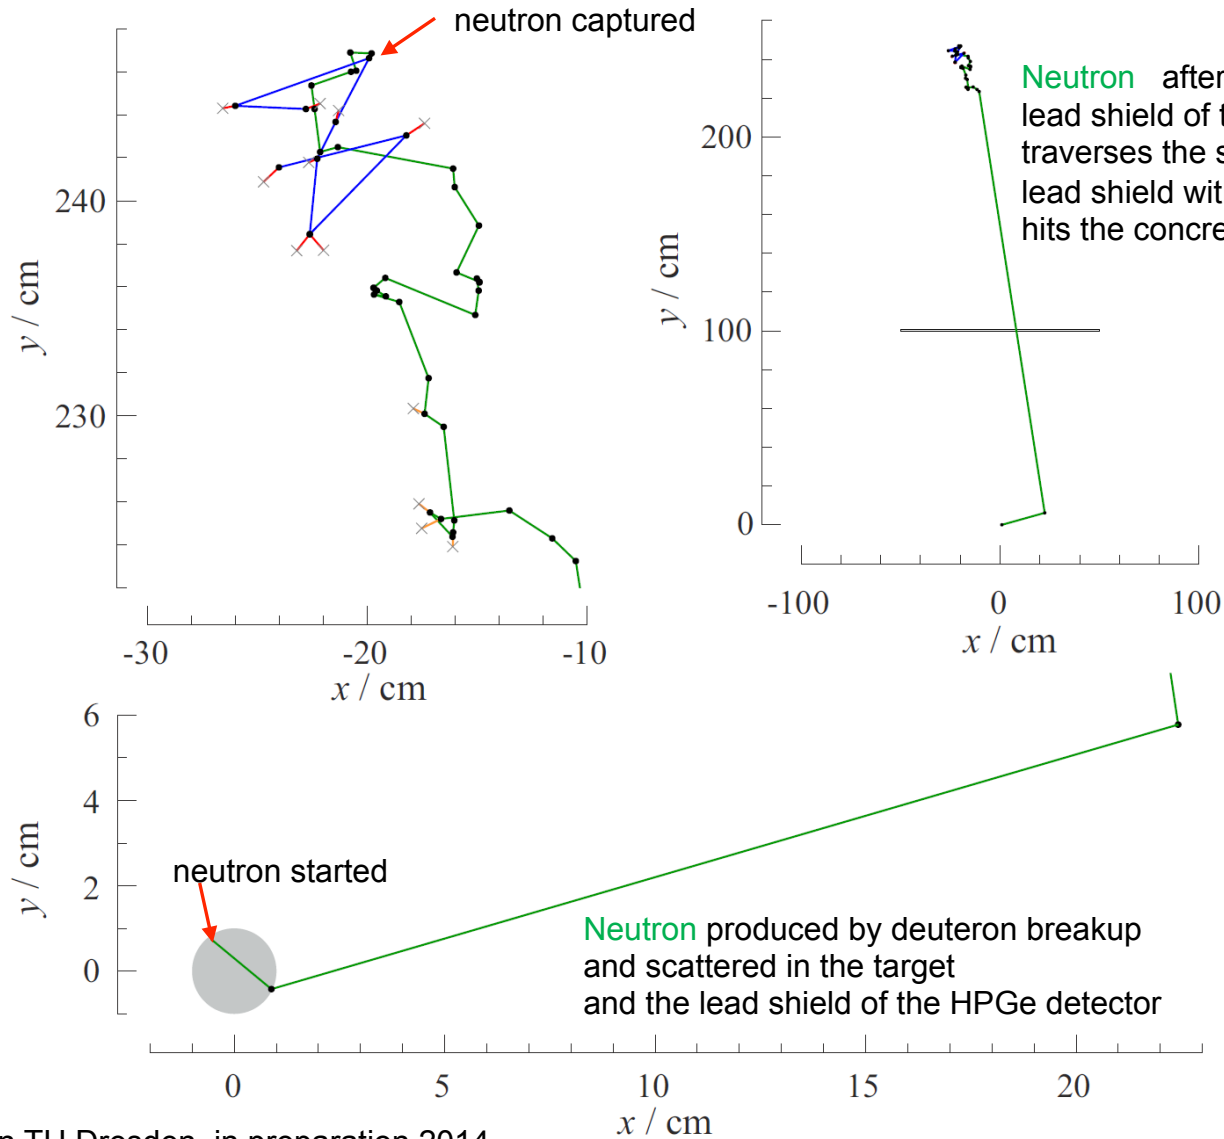 neutron captured
Neutron after
lead shield of
traverses the
lead shield
hits the
240
230
y / cm
-30 -20 -10
x / cm
200
100
0
y / cm
-100 0 100
x / cm
6
4
2
0
y / cm
neutron started
Neutron produced by deuteron breakup
and scattered in the target
and the lead shield of the HPGe detector
0 5 10 15 20
x / cm
TU Dresden, in preparation 2014